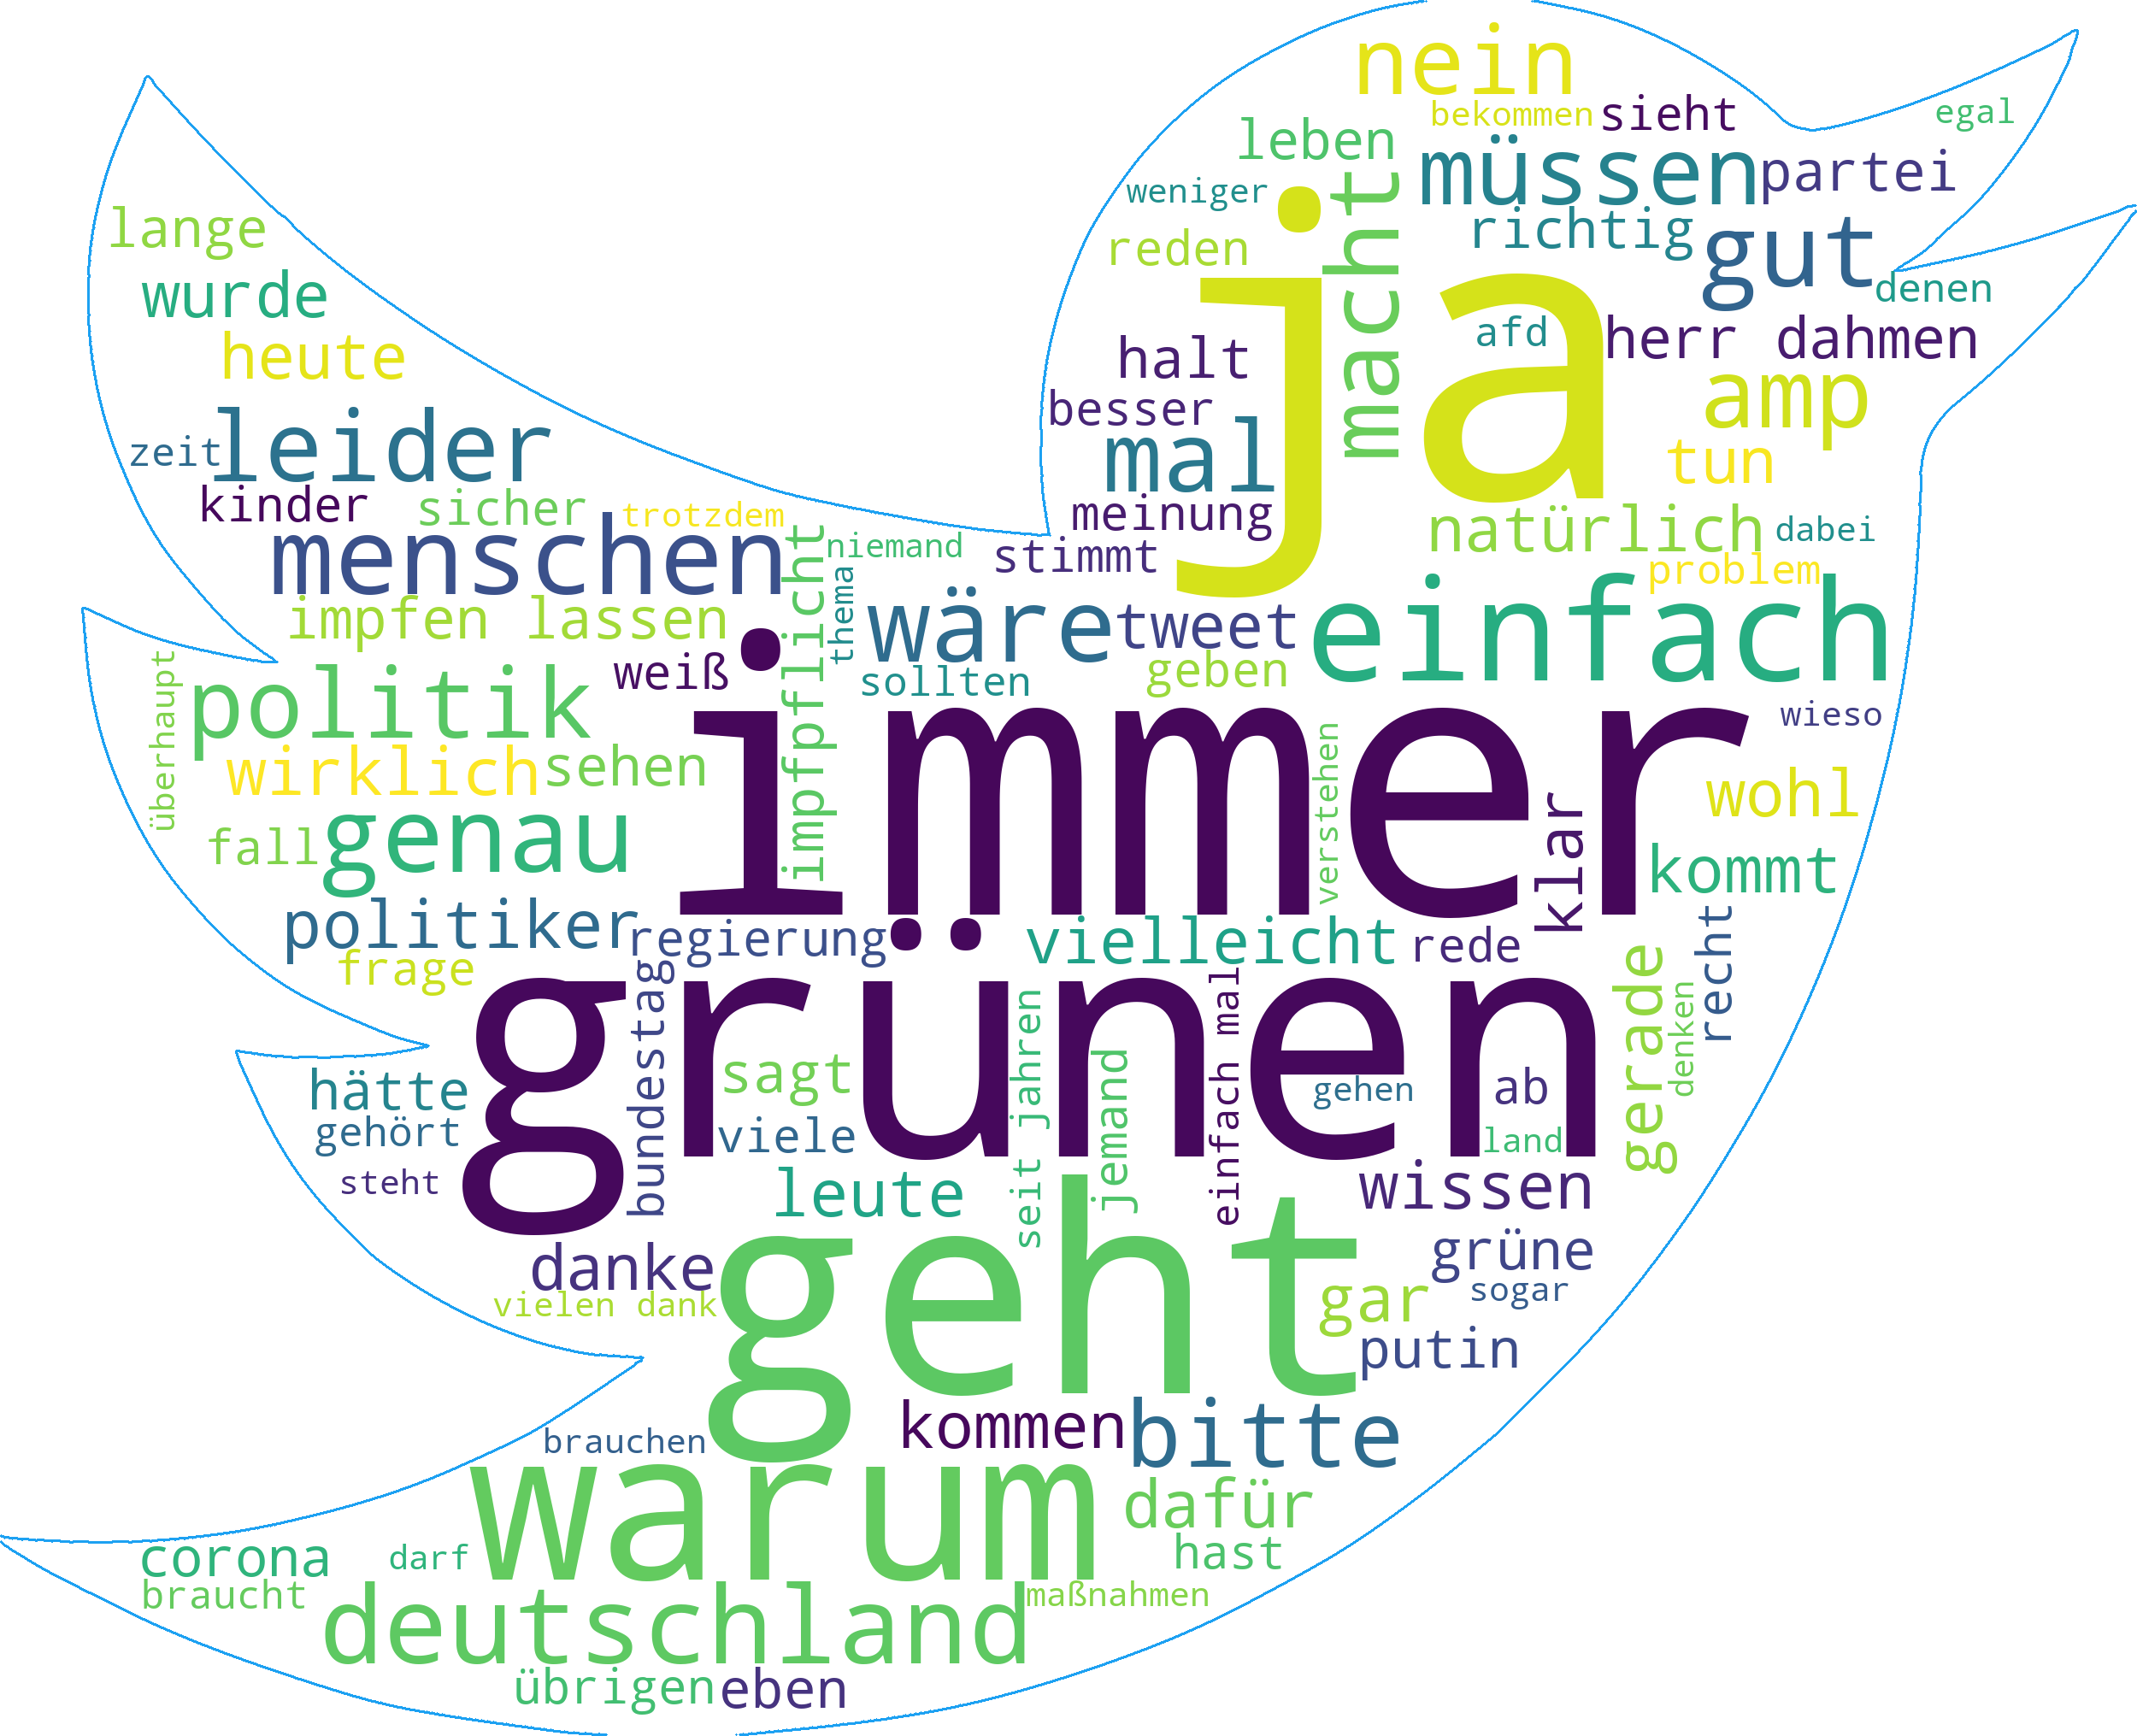 nein
bekommen
sieht
egal
leben
müssen
partei
weniger
macht
richtig
lange
reden
ja
gut
denen
wurde
afd
herr dahmen
heute
halt
besser
amp
leider
mal
tun
zeit
kinder
sicher
trotzdem
meinung
natürlich
dabei
menschen
impfpflicht
niemand
stimmt
problem
impfen lassen
thema
wäre
tweet
einfach
überhaupt
politik
weiß
sollten
geben
wieso
wirklich
sehen
immer
verstehen
wohl
fall
genau
klar
kommt
politiker
regierung
vielleicht
rede
recht
frage
bundestag
grünen
gerade
denken
hätte
sagt
seit jahren
jemand
einfach mal
gehen
ab
gehört
viele
land
steht
leute
wissen
danke
geht
grüne
vielen dank
gar
sogar
putin
brauchen
kommen
bitte
warum
dafür
corona
darf
hast
braucht
deutschland
maßnahmen
übrigen
eben